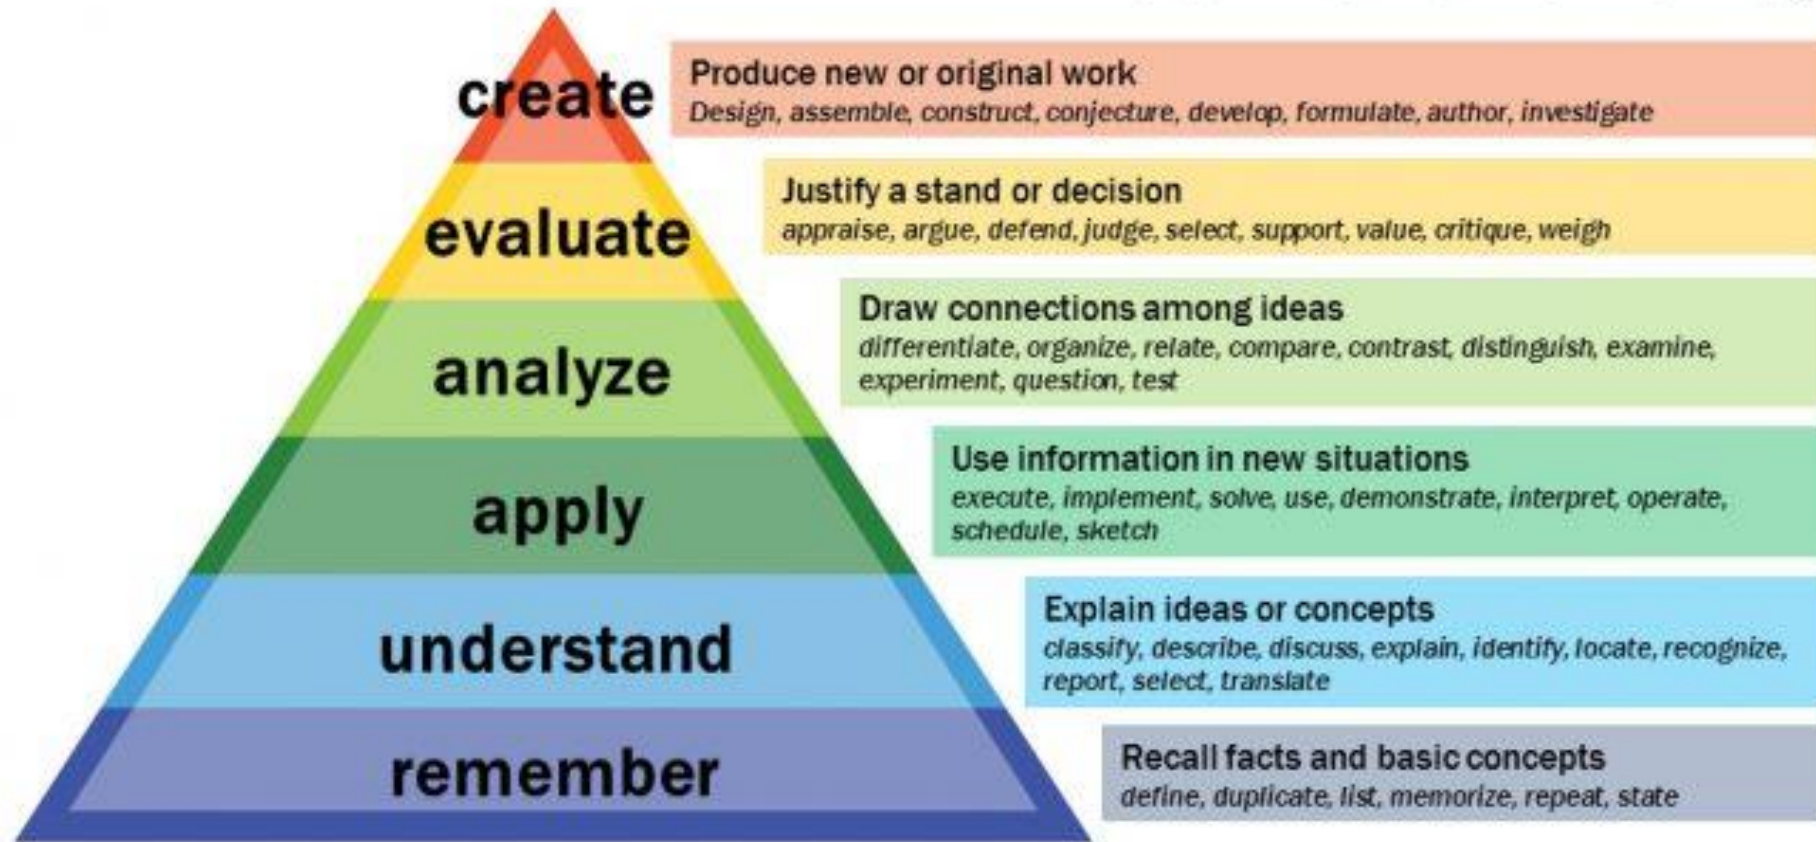 create
Produce new or original work
Design, assemble, construct, conjecture, develop, formulate, author, investigate
evaluate
Justify a stand or decision
appraise, argue, defend, judge, select, support, value, critique, weigh
analyze
Draw connections among ideas
differentiate, organize, relate, compare, contrast, distinguish, examine,
experiment, question, test
apply
Use information in new situations
execute, implement, solve, use, demonstrate, interpret, operate,
schedule, sketch
understand
Explain ideas or concepts
classify, describe, discuss, explain, identify, locate, recognize,
report, select, translate
remember
Recall facts and basic concepts
define, duplicate, list, memorize, repeat, state